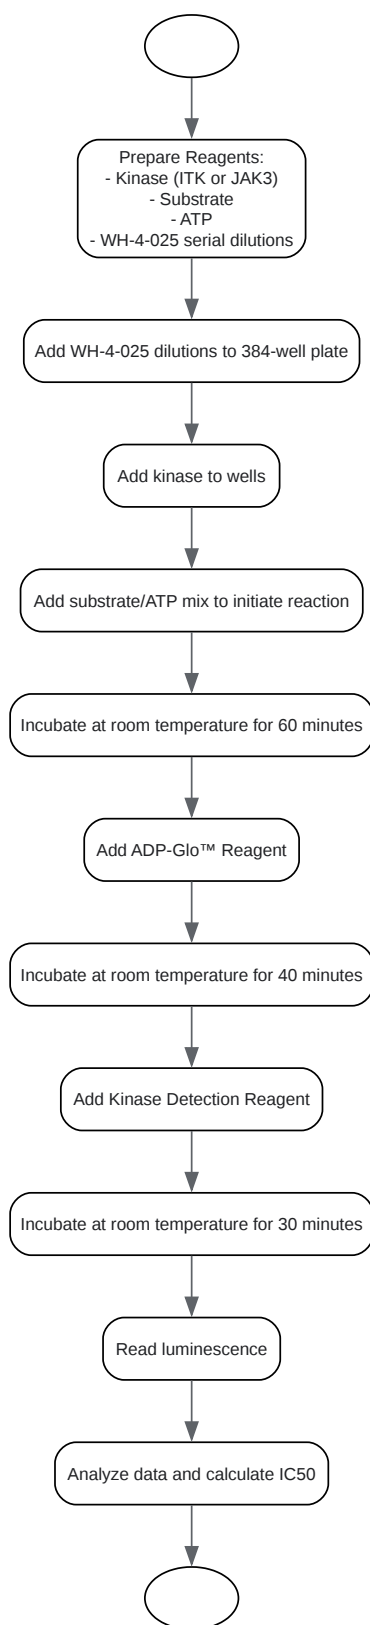 Prepare Reagents:
- Kinase (ITK or JAK3)
- Substrate
- ATP
- WH-4-025 serial dilutions
Add WH-4-025 dilutions to 384-well plate
Add kinase to wells
Add substrate/ATP mix to initiate reaction
Incubate at room temperature for 60 minutes
Add ADP-Glo™ Reagent
Incubate at room temperature for 40 minutes
Add Kinase Detection Reagent
Incubate at room temperature for 30 minutes
Read luminescence
Analyze data and calculate IC50